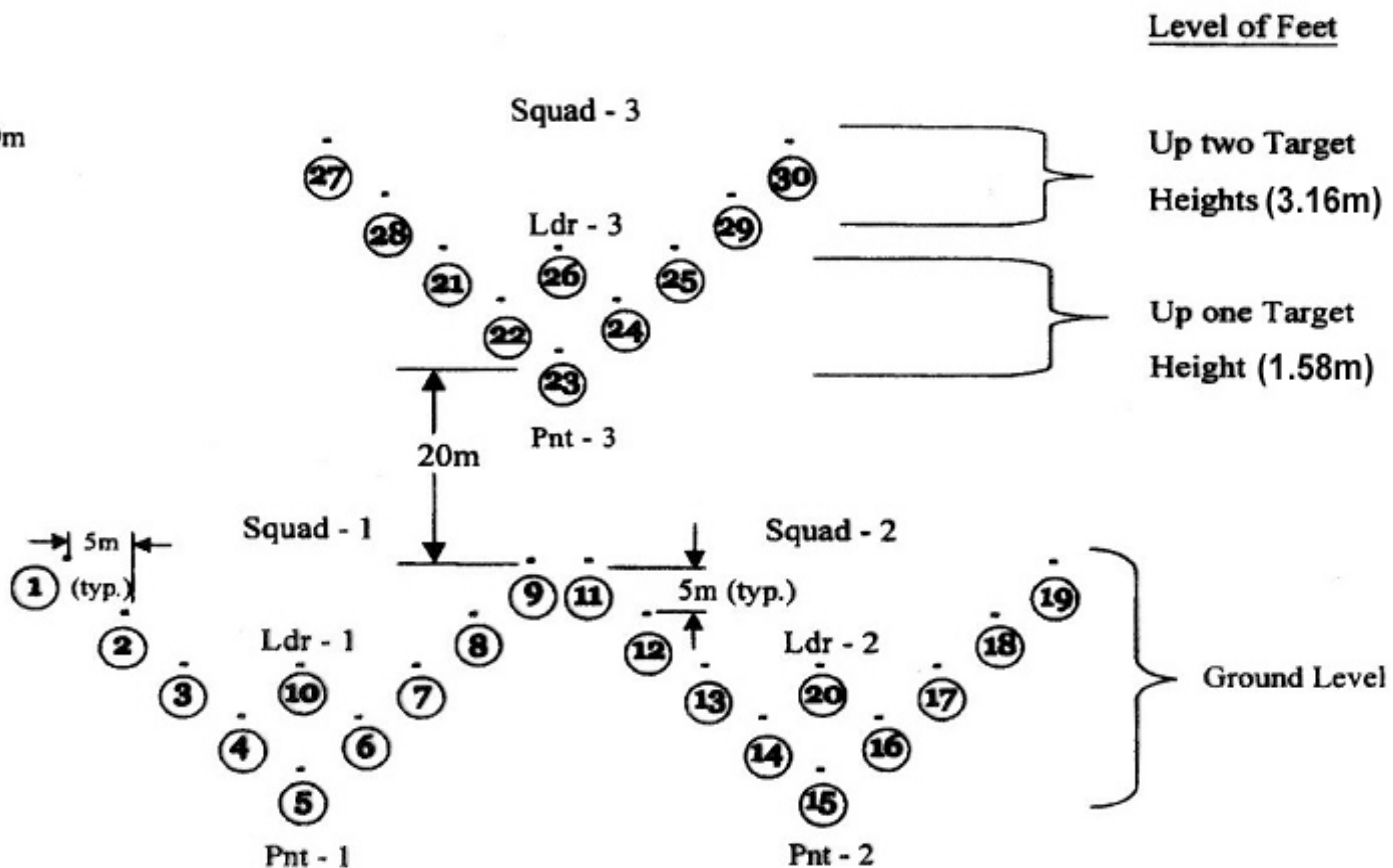 Level of Feet
Squad - 3
m
Up two Target
Heights (3.16m)
27
30
28
Ldr - 3
29
21
26
25
22
24
Up one Target
Height (1.58m)
23
Pnt - 3
20m
Squad - 1
Squad - 2
5m
1
(typ.)
9
11
5m (typ.)
19
2
Ldr - 1
8
12
Ldr - 2
18
3
10
7
13
20
17
Ground Level
4
6
14
16
5
15
Pnt - 1
Pnt - 2